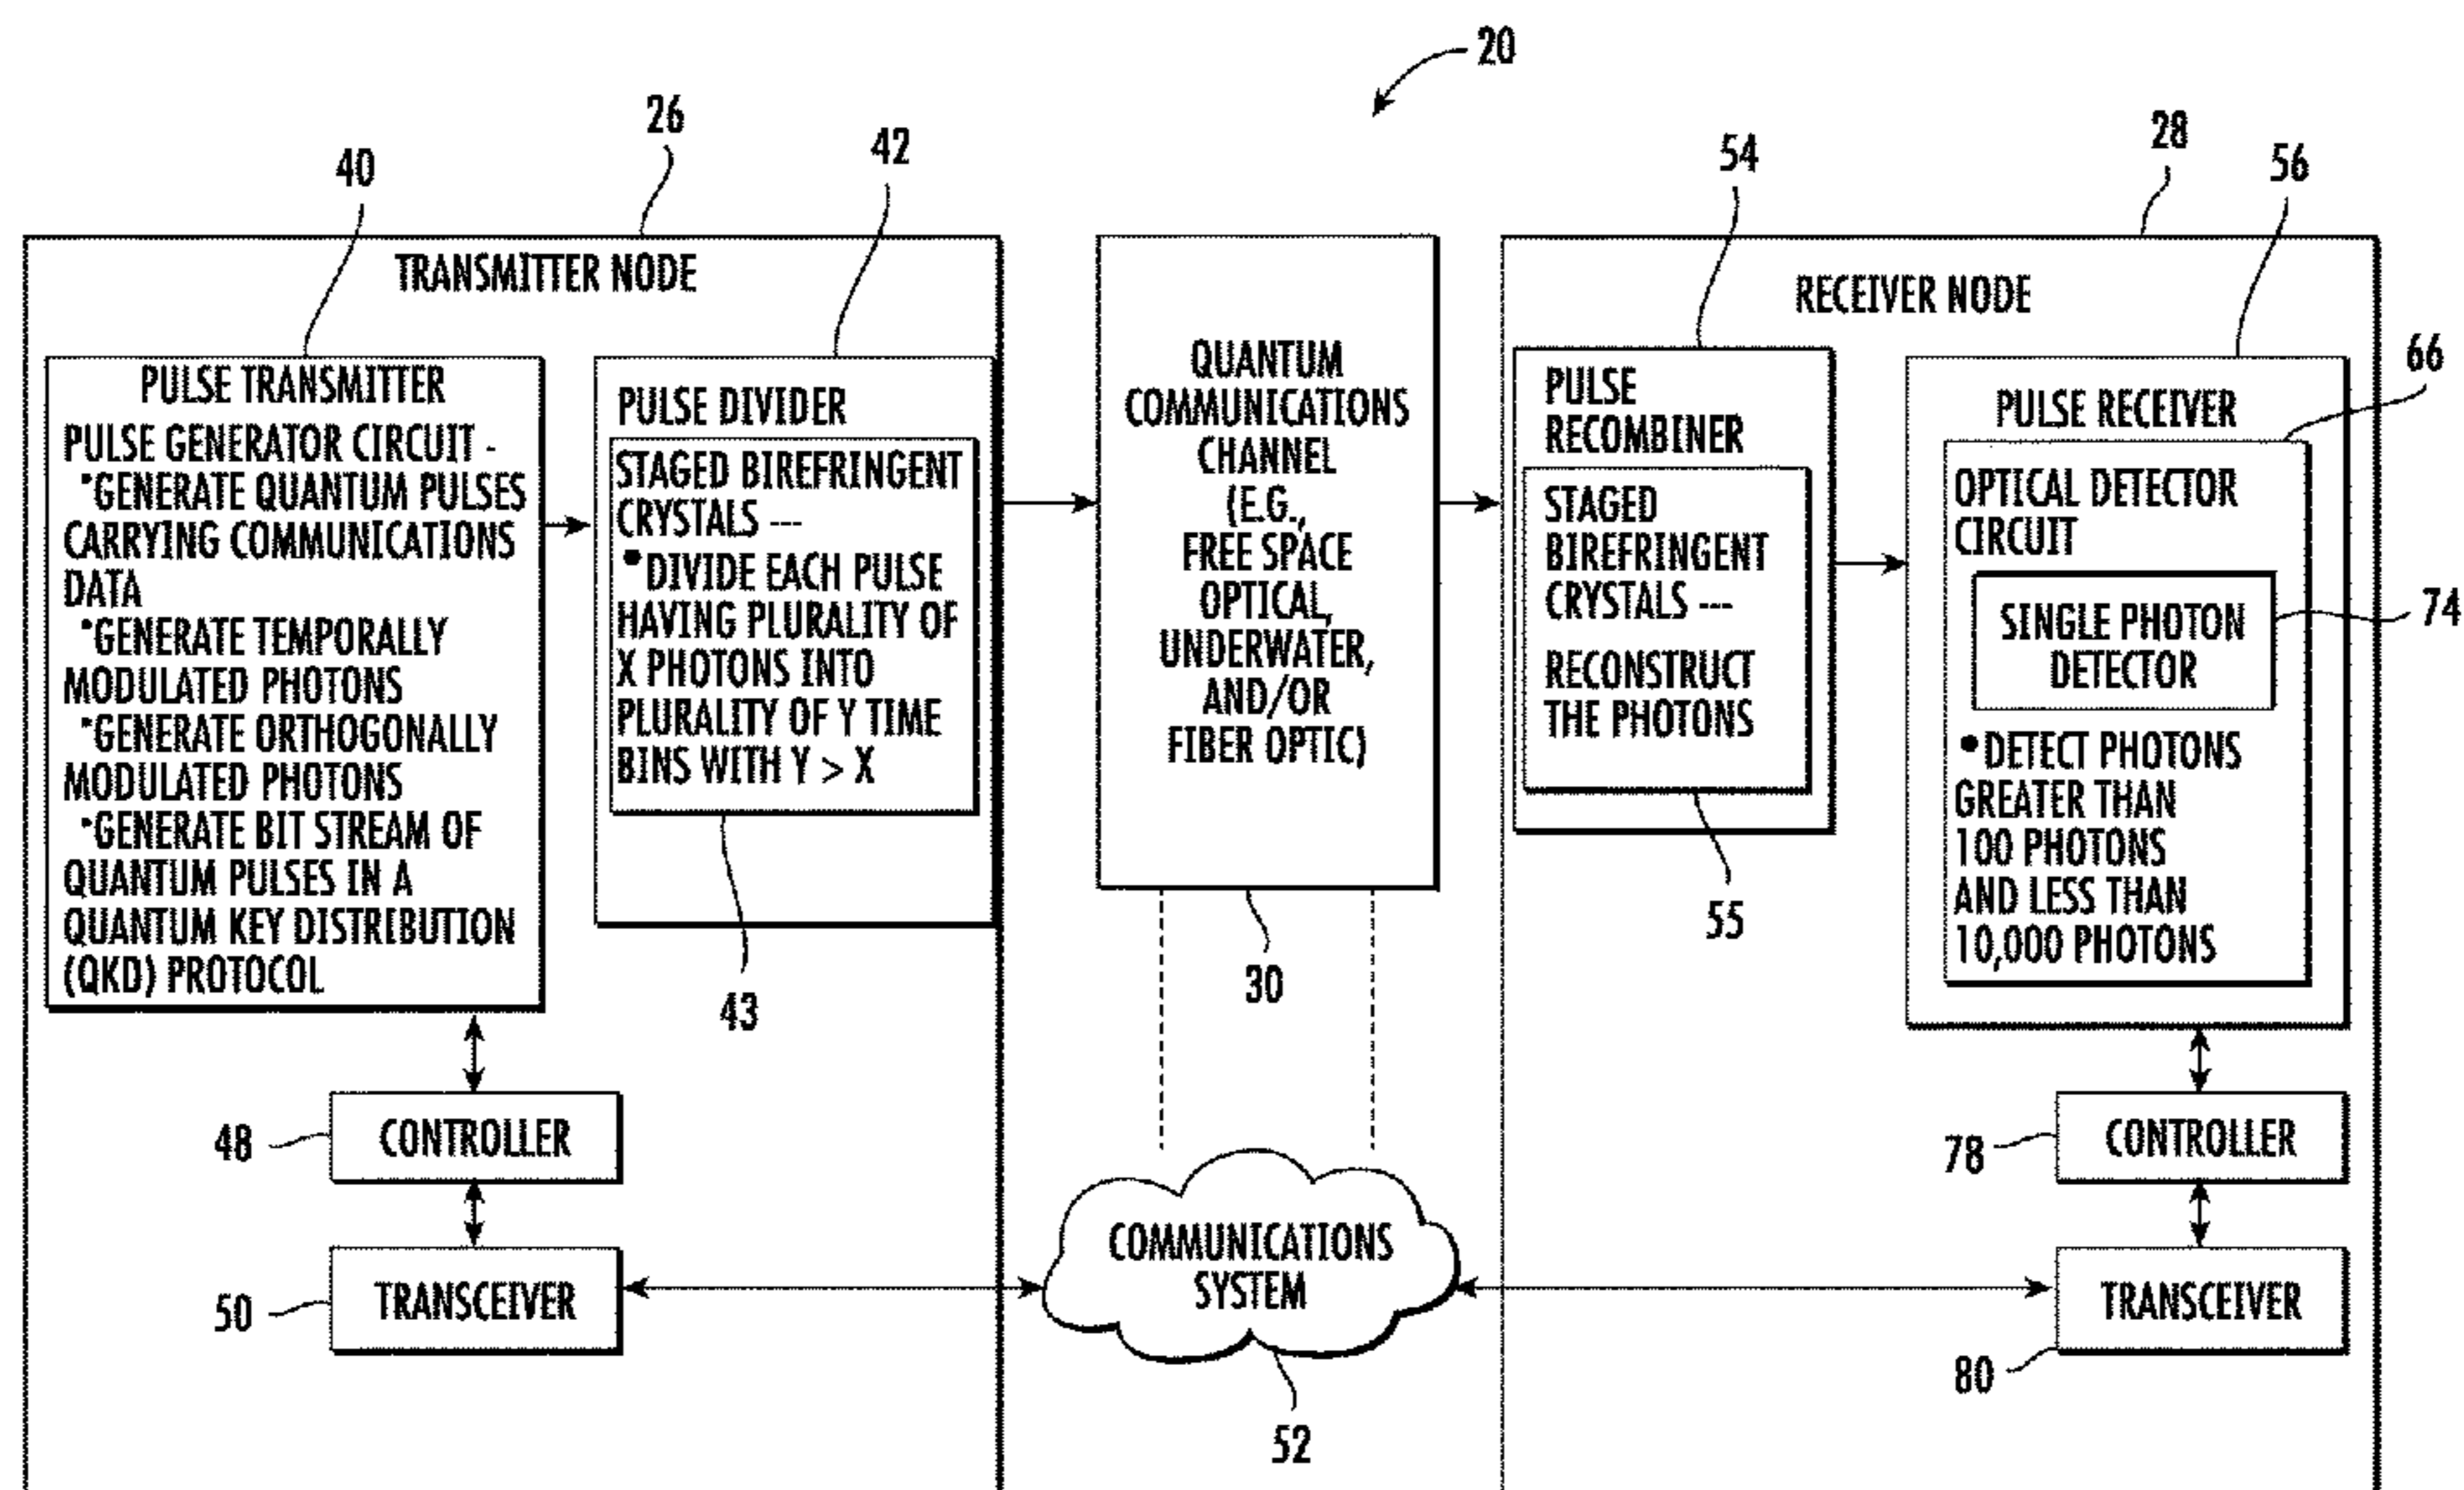 20
26
42
40
54
28
56
66
TRANSMITTER NODE
PULSE TRANSMITTER
PULSE GENERATOR CIRCUIT -
•GENERATE QUANTUM PULSES
CARRYING COMMUNICATIONS
DATA
•GENERATE TEMPORALLY
MODULATED PHOTONS
•GENERATE ORTHOGONALLY
MODULATED PHOTONS
•GENERATE BIT STREAM OF
QUANTUM PULSES IN A
QUANTUM KEY DISTRIBUTION
(QKD) PROTOCOL
PULSE DIVIDER
STAGED BIREFRINGENT
CRYSTALS ---
•DIVIDE EACH PULSE
HAVING PLURALITY OF
X PHOTONS INTO
PLURALITY OF Y TIME
BINS WITH Y > X
43
48
CONTROLLER
50
TRANSCEIVER
QUANTUM
COMMUNICATIONS
CHANNEL
(E.G.,
FREE SPACE
OPTICAL,
UNDERWATER,
AND/OR
FIBER OPTIC)
30
COMMUNICATIONS
SYSTEM
52
RECEIVER NODE
PULSE
RECOMBINER
STAGED
BIREFRINGENT
CRYSTALS ---
RECONSTRUCT
THE PHOTONS
55
PULSE RECEIVER
OPTICAL DETECTOR
CIRCUIT
SINGLE PHOTON
DETECTOR
74
•DETECT PHOTONS
GREATER THAN
100 PHOTONS
AND LESS THAN
10,000 PHOTONS
78
CONTROLLER
TRANSCEIVER
80